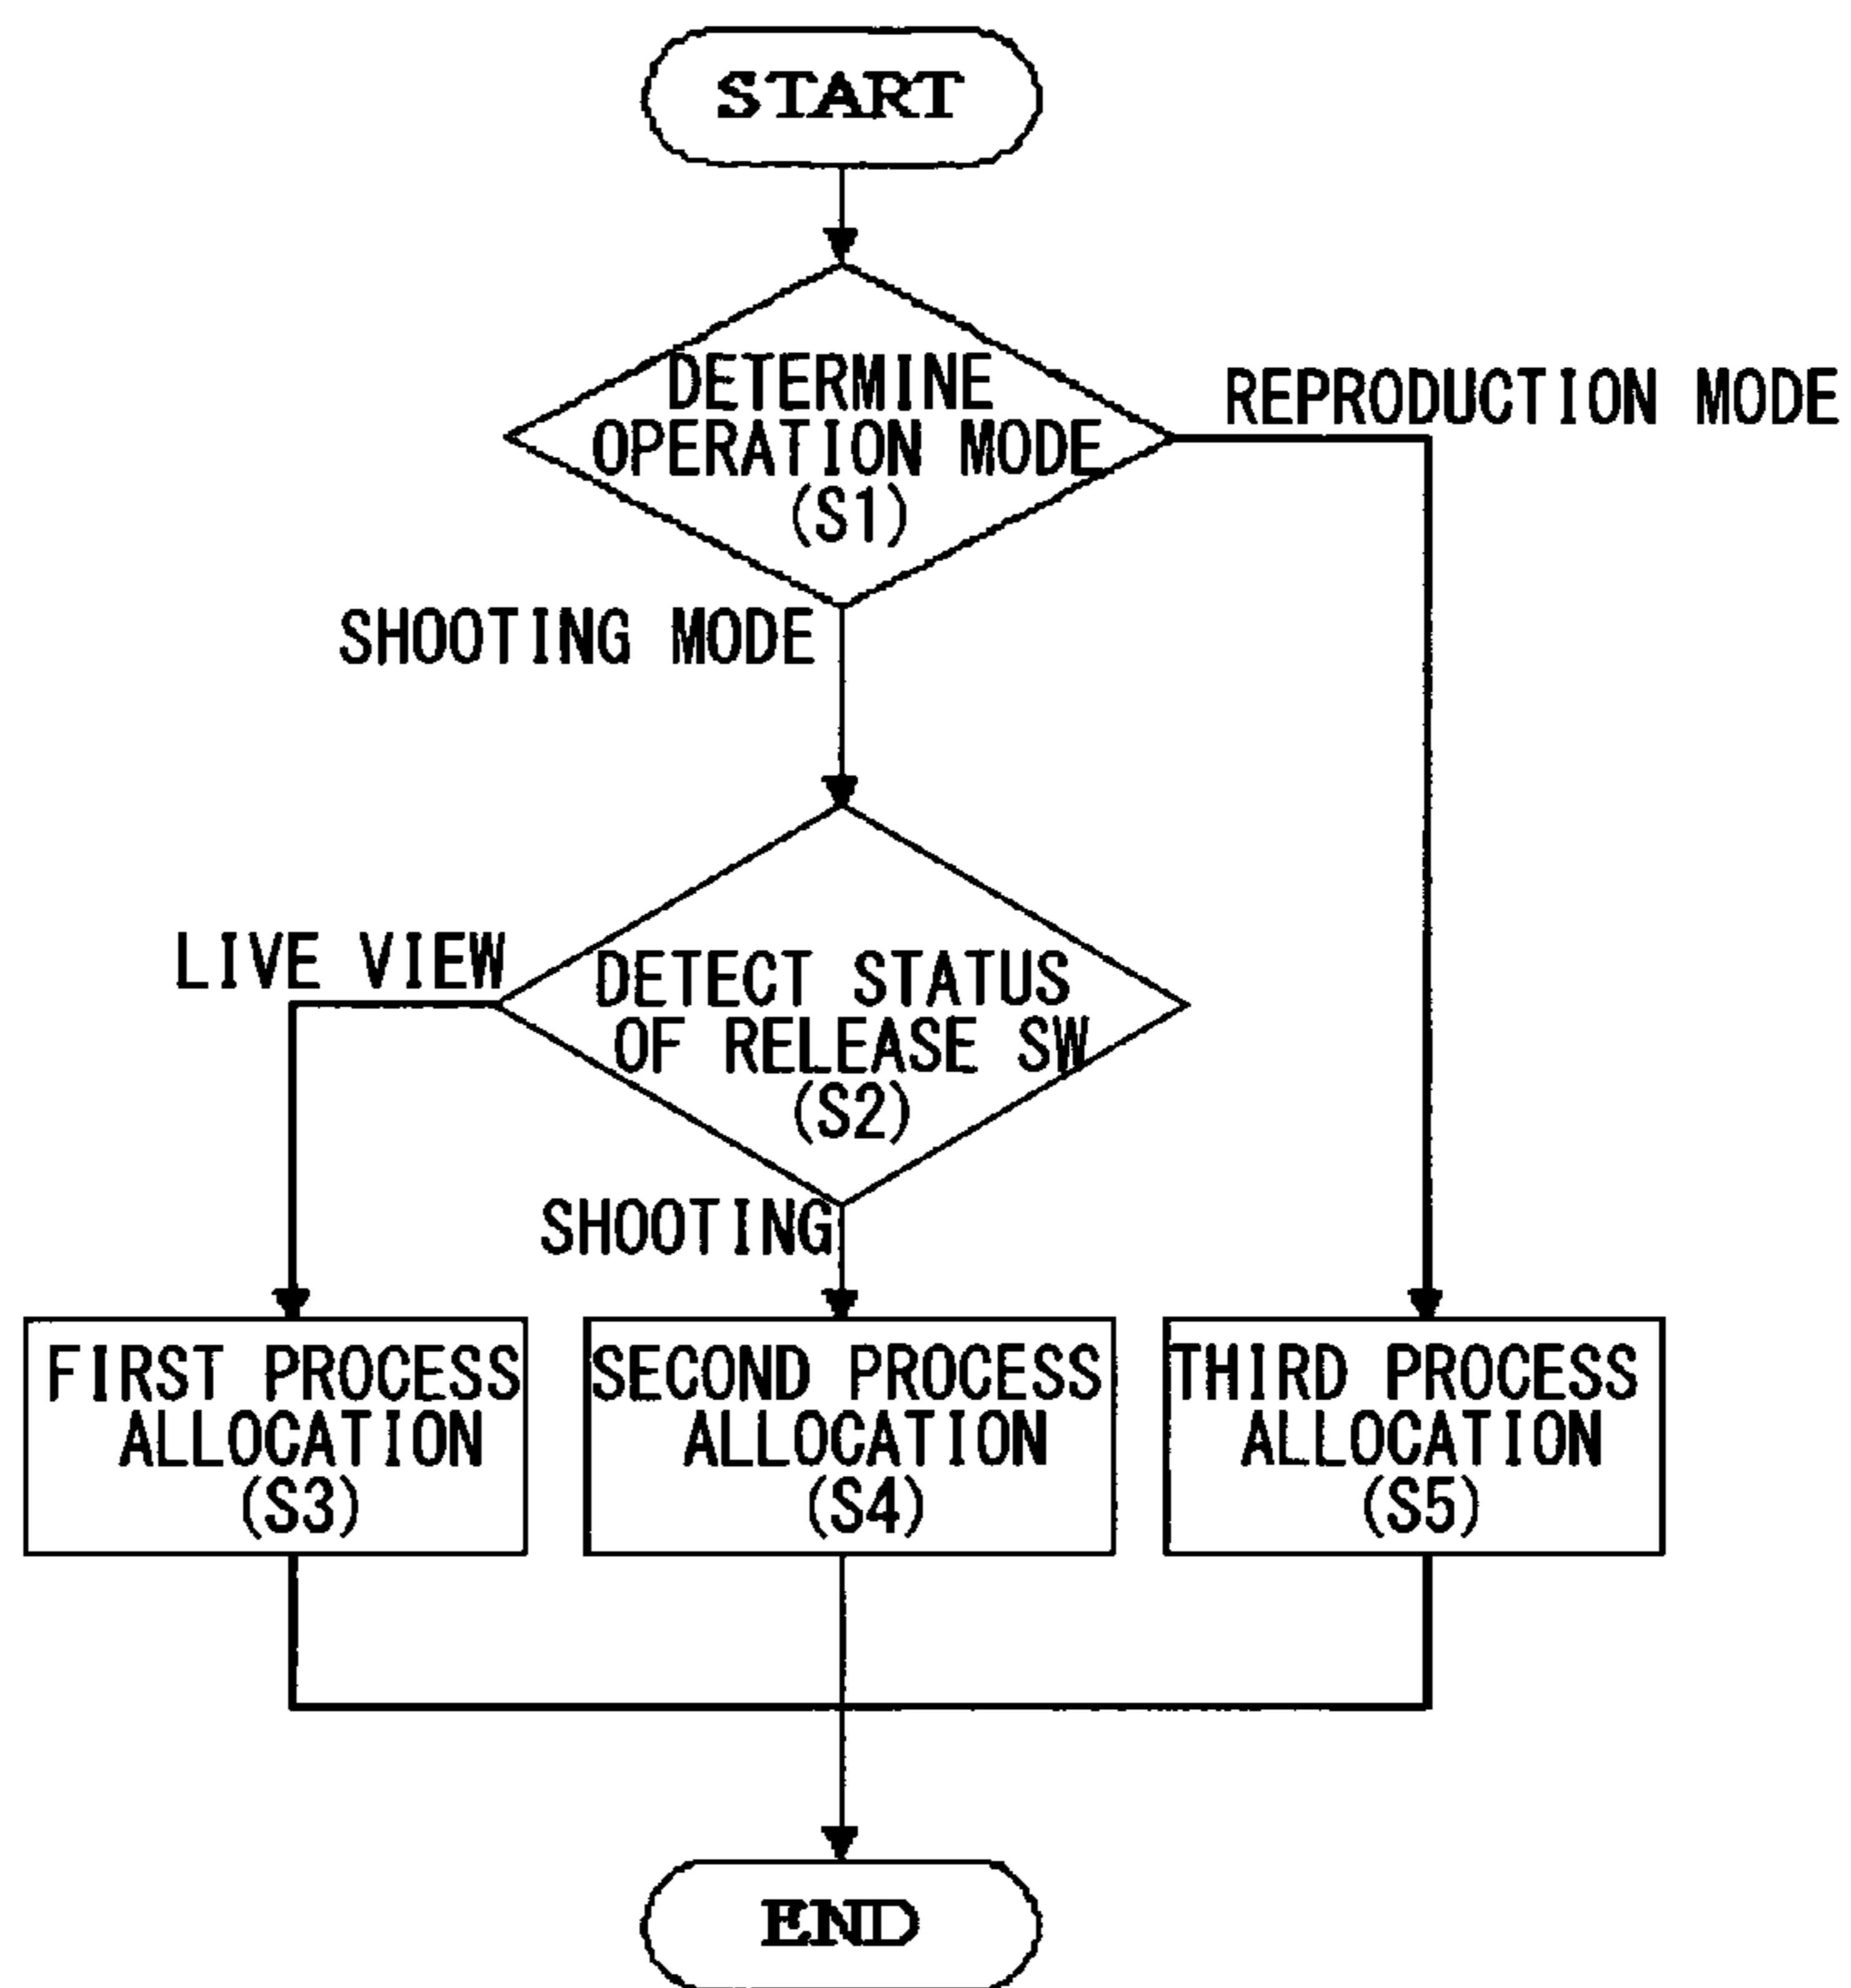 START
DETERMINE
OPERATION MODE
(S1)
REPRODUCTION MODE
SHOOTING MODE
LIVE VIEW
DETECT STATUS
OF RELEASE SW
(S2)
SHOOTING
FIRST PROCESS
ALLOCATION
(S3)
SECOND PROCESS
ALLOCATION
(S4)
THIRD PROCESS
ALLOCATION
(S5)
END